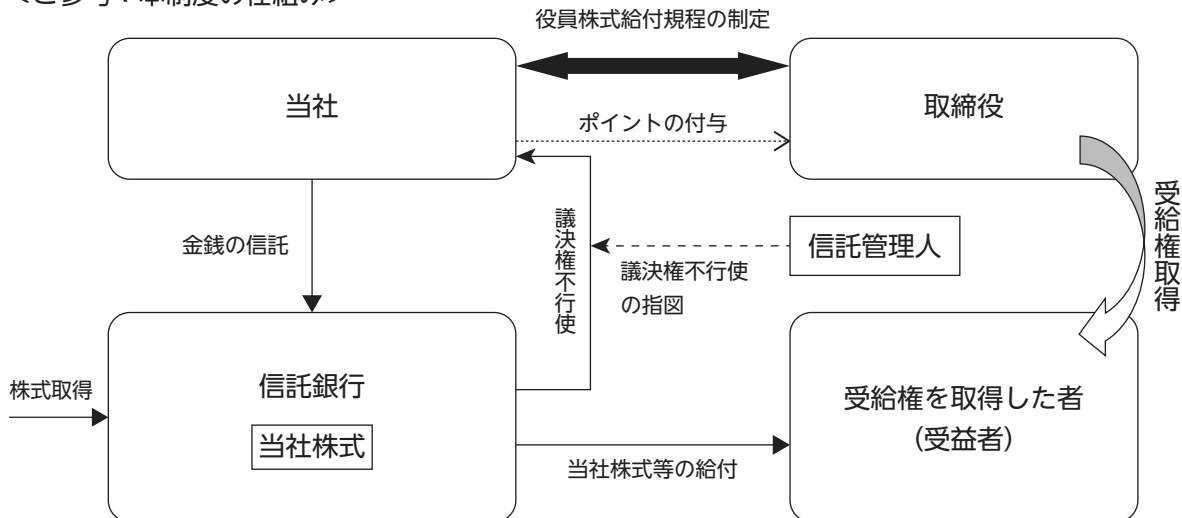 <ご参考：本制度の仕組み>
役員株式給付規程の制定
当社
取締役
ポイントの付与
議決権不行使
受給権取得
金銭の信託
信託管理人
議決権不行使
の指図
株式取得
信託銀行
当社株式
受給権を取得した者
（受益者）
当社株式等の給付